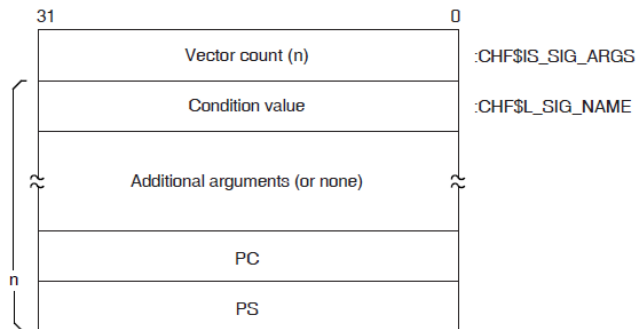 31 0
Vector count (n) :CHF$IS_SIG_ARGS
Condition value :CHF$L_SIG_NAME
Additional arguments (or none)
PC
n
PS